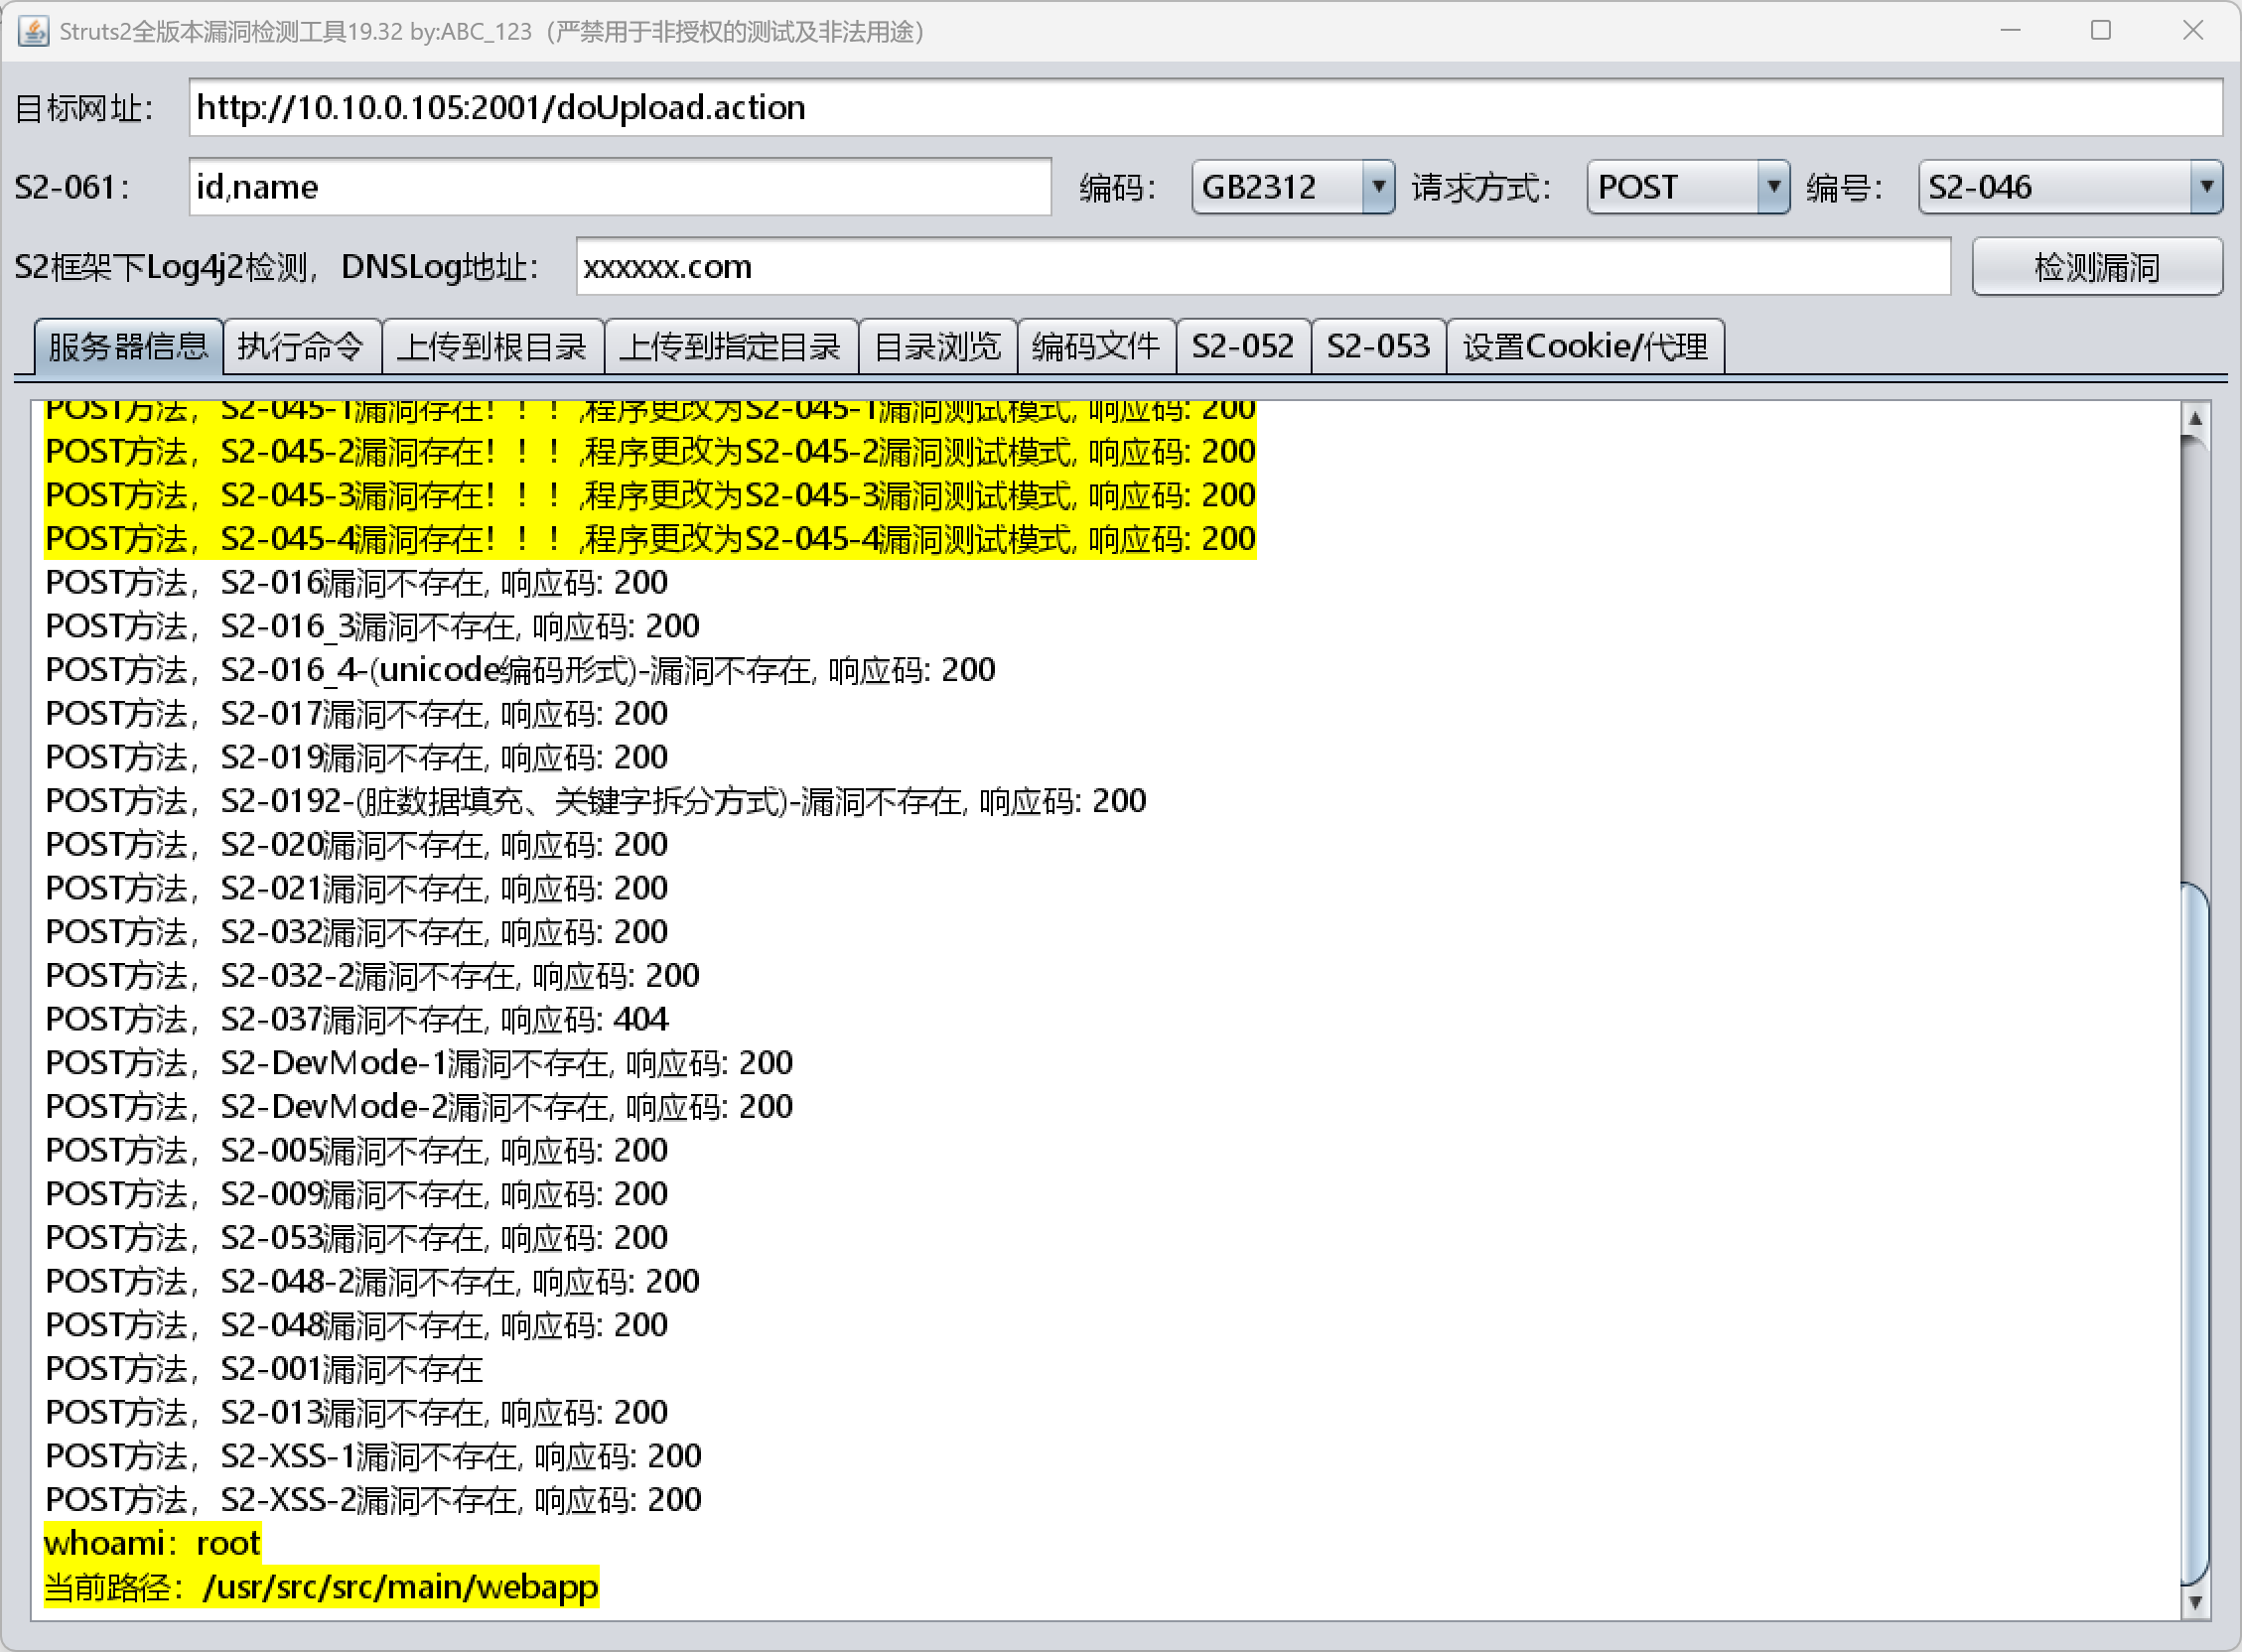 Struts2全版本漏洞检测工具19.32 by:ABC_123（严禁用于非授权的测试及非法用途）
目标网址： http://10.10.0.105:2001/doUpload.action
S2-061： id,name 编码： GB2312 请求方式： POST 编号： S2-046
S2框架下Log4j2检测，DNSLog地址： xxxxxx.com 检测漏洞
服务器信息 执行命令 上传到根目录 上传到指定目录 目录浏览 编码文件 S2-052 S2-053 设置Cookie/代理
POST方法，S2-045-1漏洞存在！！！,程序更改为S2-045-1漏洞测试模式, 响应码: 200
POST方法，S2-045-2漏洞存在！！！,程序更改为S2-045-2漏洞测试模式, 响应码: 200
POST方法，S2-045-3漏洞存在！！！,程序更改为S2-045-3漏洞测试模式, 响应码: 200
POST方法，S2-045-4漏洞存在！！！,程序更改为S2-045-4漏洞测试模式, 响应码: 200
POST方法，S2-016漏洞不存在, 响应码: 200
POST方法，S2-016_3漏洞不存在, 响应码: 200
POST方法，S2-016_4-(unicode编码形式)-漏洞不存在, 响应码: 200
POST方法，S2-017漏洞不存在, 响应码: 200
POST方法，S2-019漏洞不存在, 响应码: 200
POST方法，S2-0192-(脏数据填充、关键字拆分方式)-漏洞不存在, 响应码: 200
POST方法，S2-020漏洞不存在, 响应码: 200
POST方法，S2-021漏洞不存在, 响应码: 200
POST方法，S2-032漏洞不存在, 响应码: 200
POST方法，S2-032-2漏洞不存在, 响应码: 200
POST方法，S2-037漏洞不存在, 响应码: 404
POST方法，S2-DevMode-1漏洞不存在, 响应码: 200
POST方法，S2-DevMode-2漏洞不存在, 响应码: 200
POST方法，S2-005漏洞不存在, 响应码: 200
POST方法，S2-009漏洞不存在, 响应码: 200
POST方法，S2-053漏洞不存在, 响应码: 200
POST方法，S2-048-2漏洞不存在, 响应码: 200
POST方法，S2-048漏洞不存在, 响应码: 200
POST方法，S2-001漏洞不存在
POST方法，S2-013漏洞不存在, 响应码: 200
POST方法，S2-XSS-1漏洞不存在, 响应码: 200
POST方法，S2-XSS-2漏洞不存在, 响应码: 200
whoami：root
当前路径：/usr/src/src/main/webapp